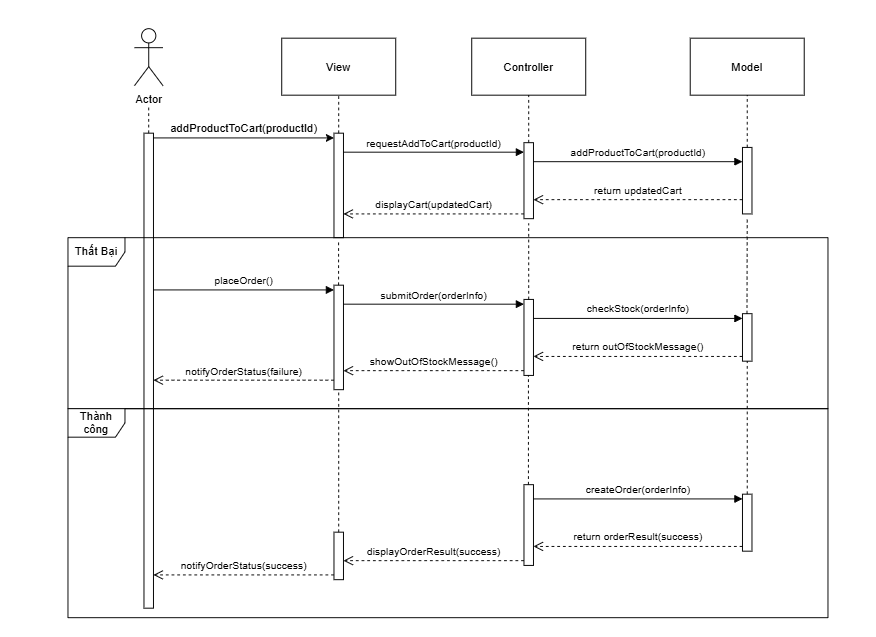 View
Controller
Model
Actor
addProductToCart(productId)
requestAddToCart(productId)
addProductToCart(productId)
return updatedCart
displayCart(updatedCart)
Thất Bại
placeOrder()
submitOrder(orderInfo)
checkStock(orderInfo)
return outOfStockMessage()
showOutOfStockMessage()
notifyOrderStatus(failure)
Thành
công
createOrder(orderInfo)
return orderResult(success)
displayOrderResult(success)
notifyOrderStatus(success)